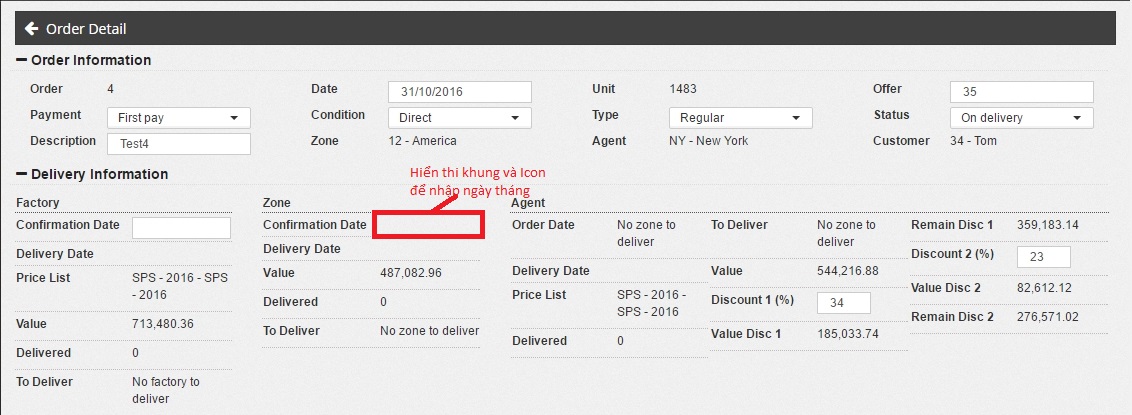 Order Detail
Order Information
Order 4 Date 31/10/2016 Unit 1483 Offer 35
Payment First pay Condition Direct Type Regular Status On delivery
Description Test4 Zone 12 - America Agent NY - New York Customer 34 - Tom
Delivery Information
Hiển thi khung và Icon
để nhập ngày tháng
Factory
Confirmation Date
Delivery Date
Price List SPS - 2016 - SPS
- 2016
Value 713,480.36
Delivered 0
To Deliver No factory to
deliver
Zone
Confirmation Date
Delivery Date
Value 487,082.96
Delivered 0
To Deliver No zone to deliver
Agent
Order Date No zone to
deliver
Delivery Date
Price List SPS - 2016 -
SPS - 2016
Delivered 0
To Deliver No zone to
deliver
Value 544,216.88
Discount 1 (%) 34
Value Disc 1 185,033.74
Remain Disc 1 359,183.14
Discount 2 (%) 23
Value Disc 2 82,612.12
Remain Disc 2 276,571.02